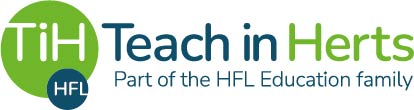 TiH
HFL
Teach in Herts
Part of the HFL Education family